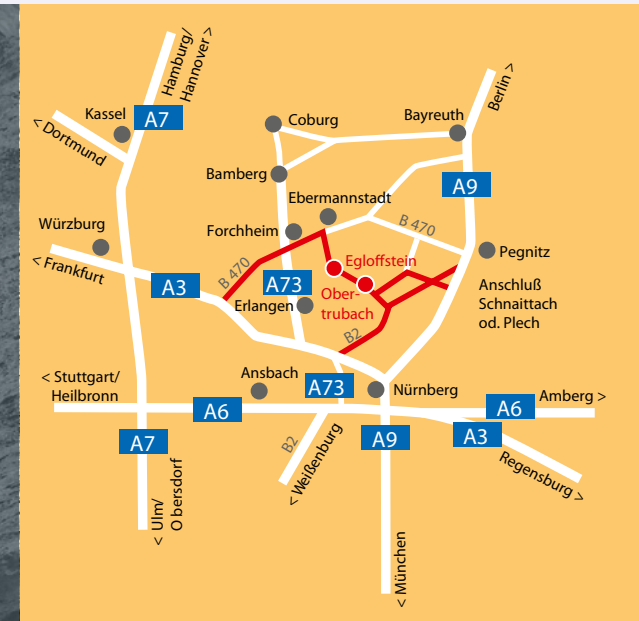 Hamburg/
Hannover >
Berlin >
Kassel
A7
Coburg
Bayreuth
< Dortmund
Bamberg
A9
Ebermannstadt
Würzburg
Forchheim
B 470
Pegnitz
< Frankfurt
B 470
Egloffstein
A3
A73
Ober-
trubach
Anschluß
Schnaittach
od. Plech
Erlangen
B2
< Stuttgart/
Heilbronn
Ansbach
A73
Nürnberg
Amberg >
A6
A6
A7
B2
A9
A3
< Weißenburg
Regensburg >
< Ulm/
Obersdorf
< München